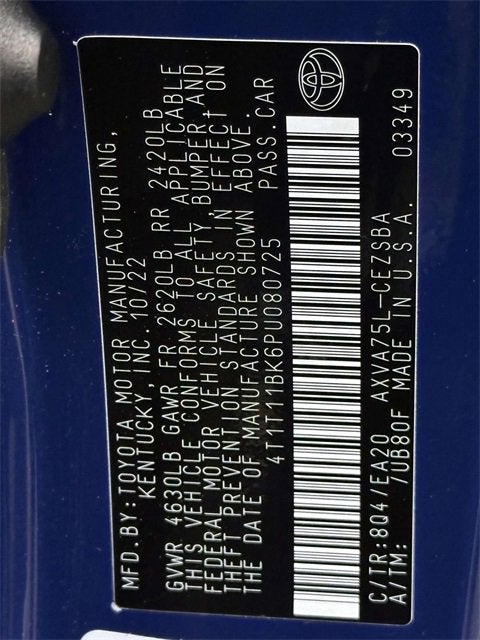 MFD.BY:TOYOTA MOTOR MANUFACTURING,
KENTUCKY, INC. 10/22
GVWR 4630LB GAWR FR 2620LB RR 2420LB
THIS VEHICLE CONFORMS TO ALL APPLICABLE
FEDERAL MOTOR VEHICLE SAFETY, BUMPER AND
THEFT PREVENTION STANDARDS IN EFFECT ON
THE DATE OF MANUFACTURE SHOWN ABOVE.
4T1T11BK6PU080725 PASS.CAR
C/TR:8Q4/EA20 AXVA75L-CEZSBA 03349
A/TM: /UB80F MADE IN U.S.A.